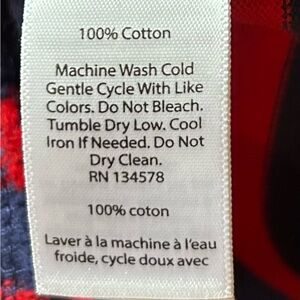 100% Cotton
Machine Wash Cold
Gentle Cycle With Like
Colors. Do Not Bleach.
Tumble Dry Low. Cool
Iron If Needed. Do Not
Dry Clean.
RN 134578
100% coton
Laver à la machine à l'eau
froide, cycle doux avec